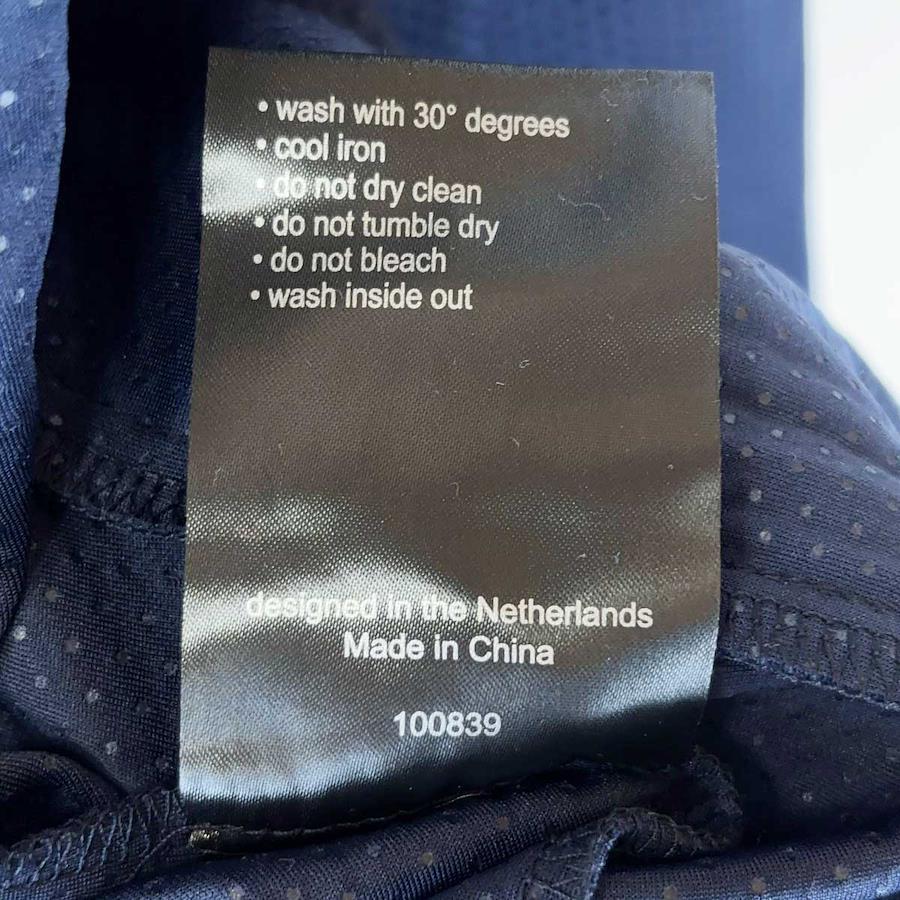 • wash with 30° degrees
• cool iron
• do not dry clean
• do not tumble dry
• do not bleach
• wash inside out
designed in the Netherlands
Made in China
100839